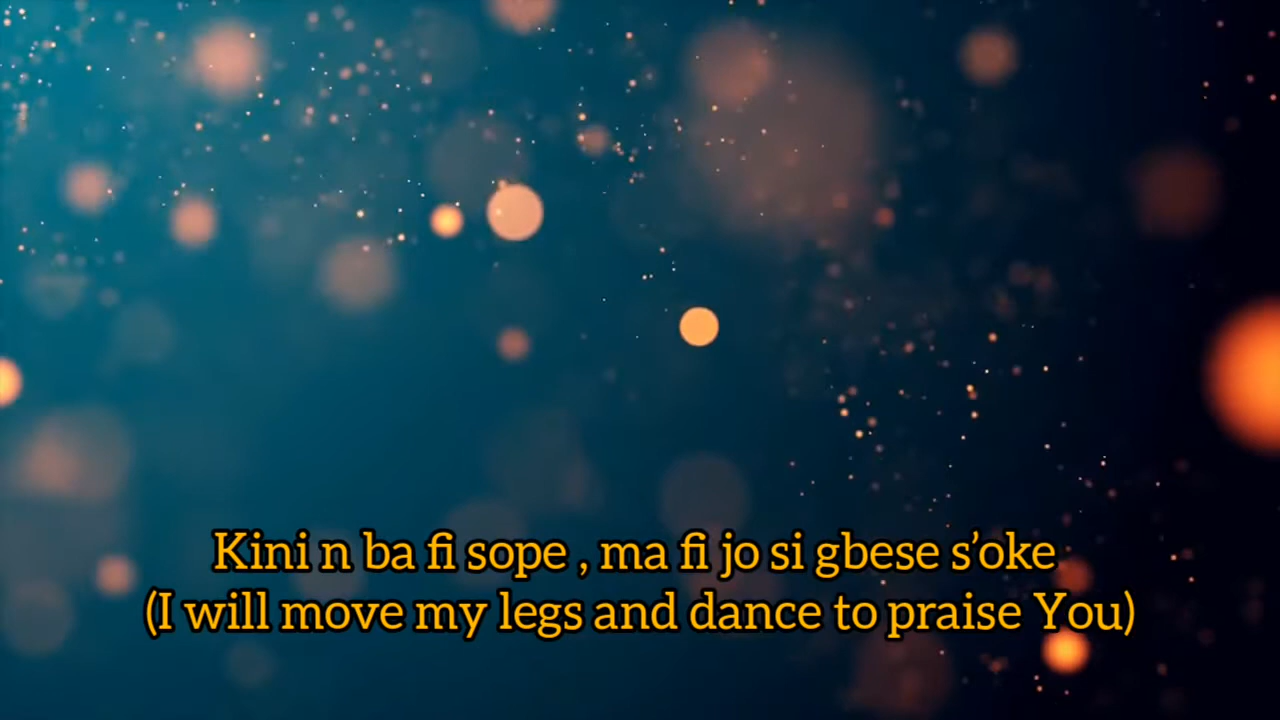 Kini n ba fi sope , ma fi jo si gbese s’oke
(I will move my legs and dance to praise You)